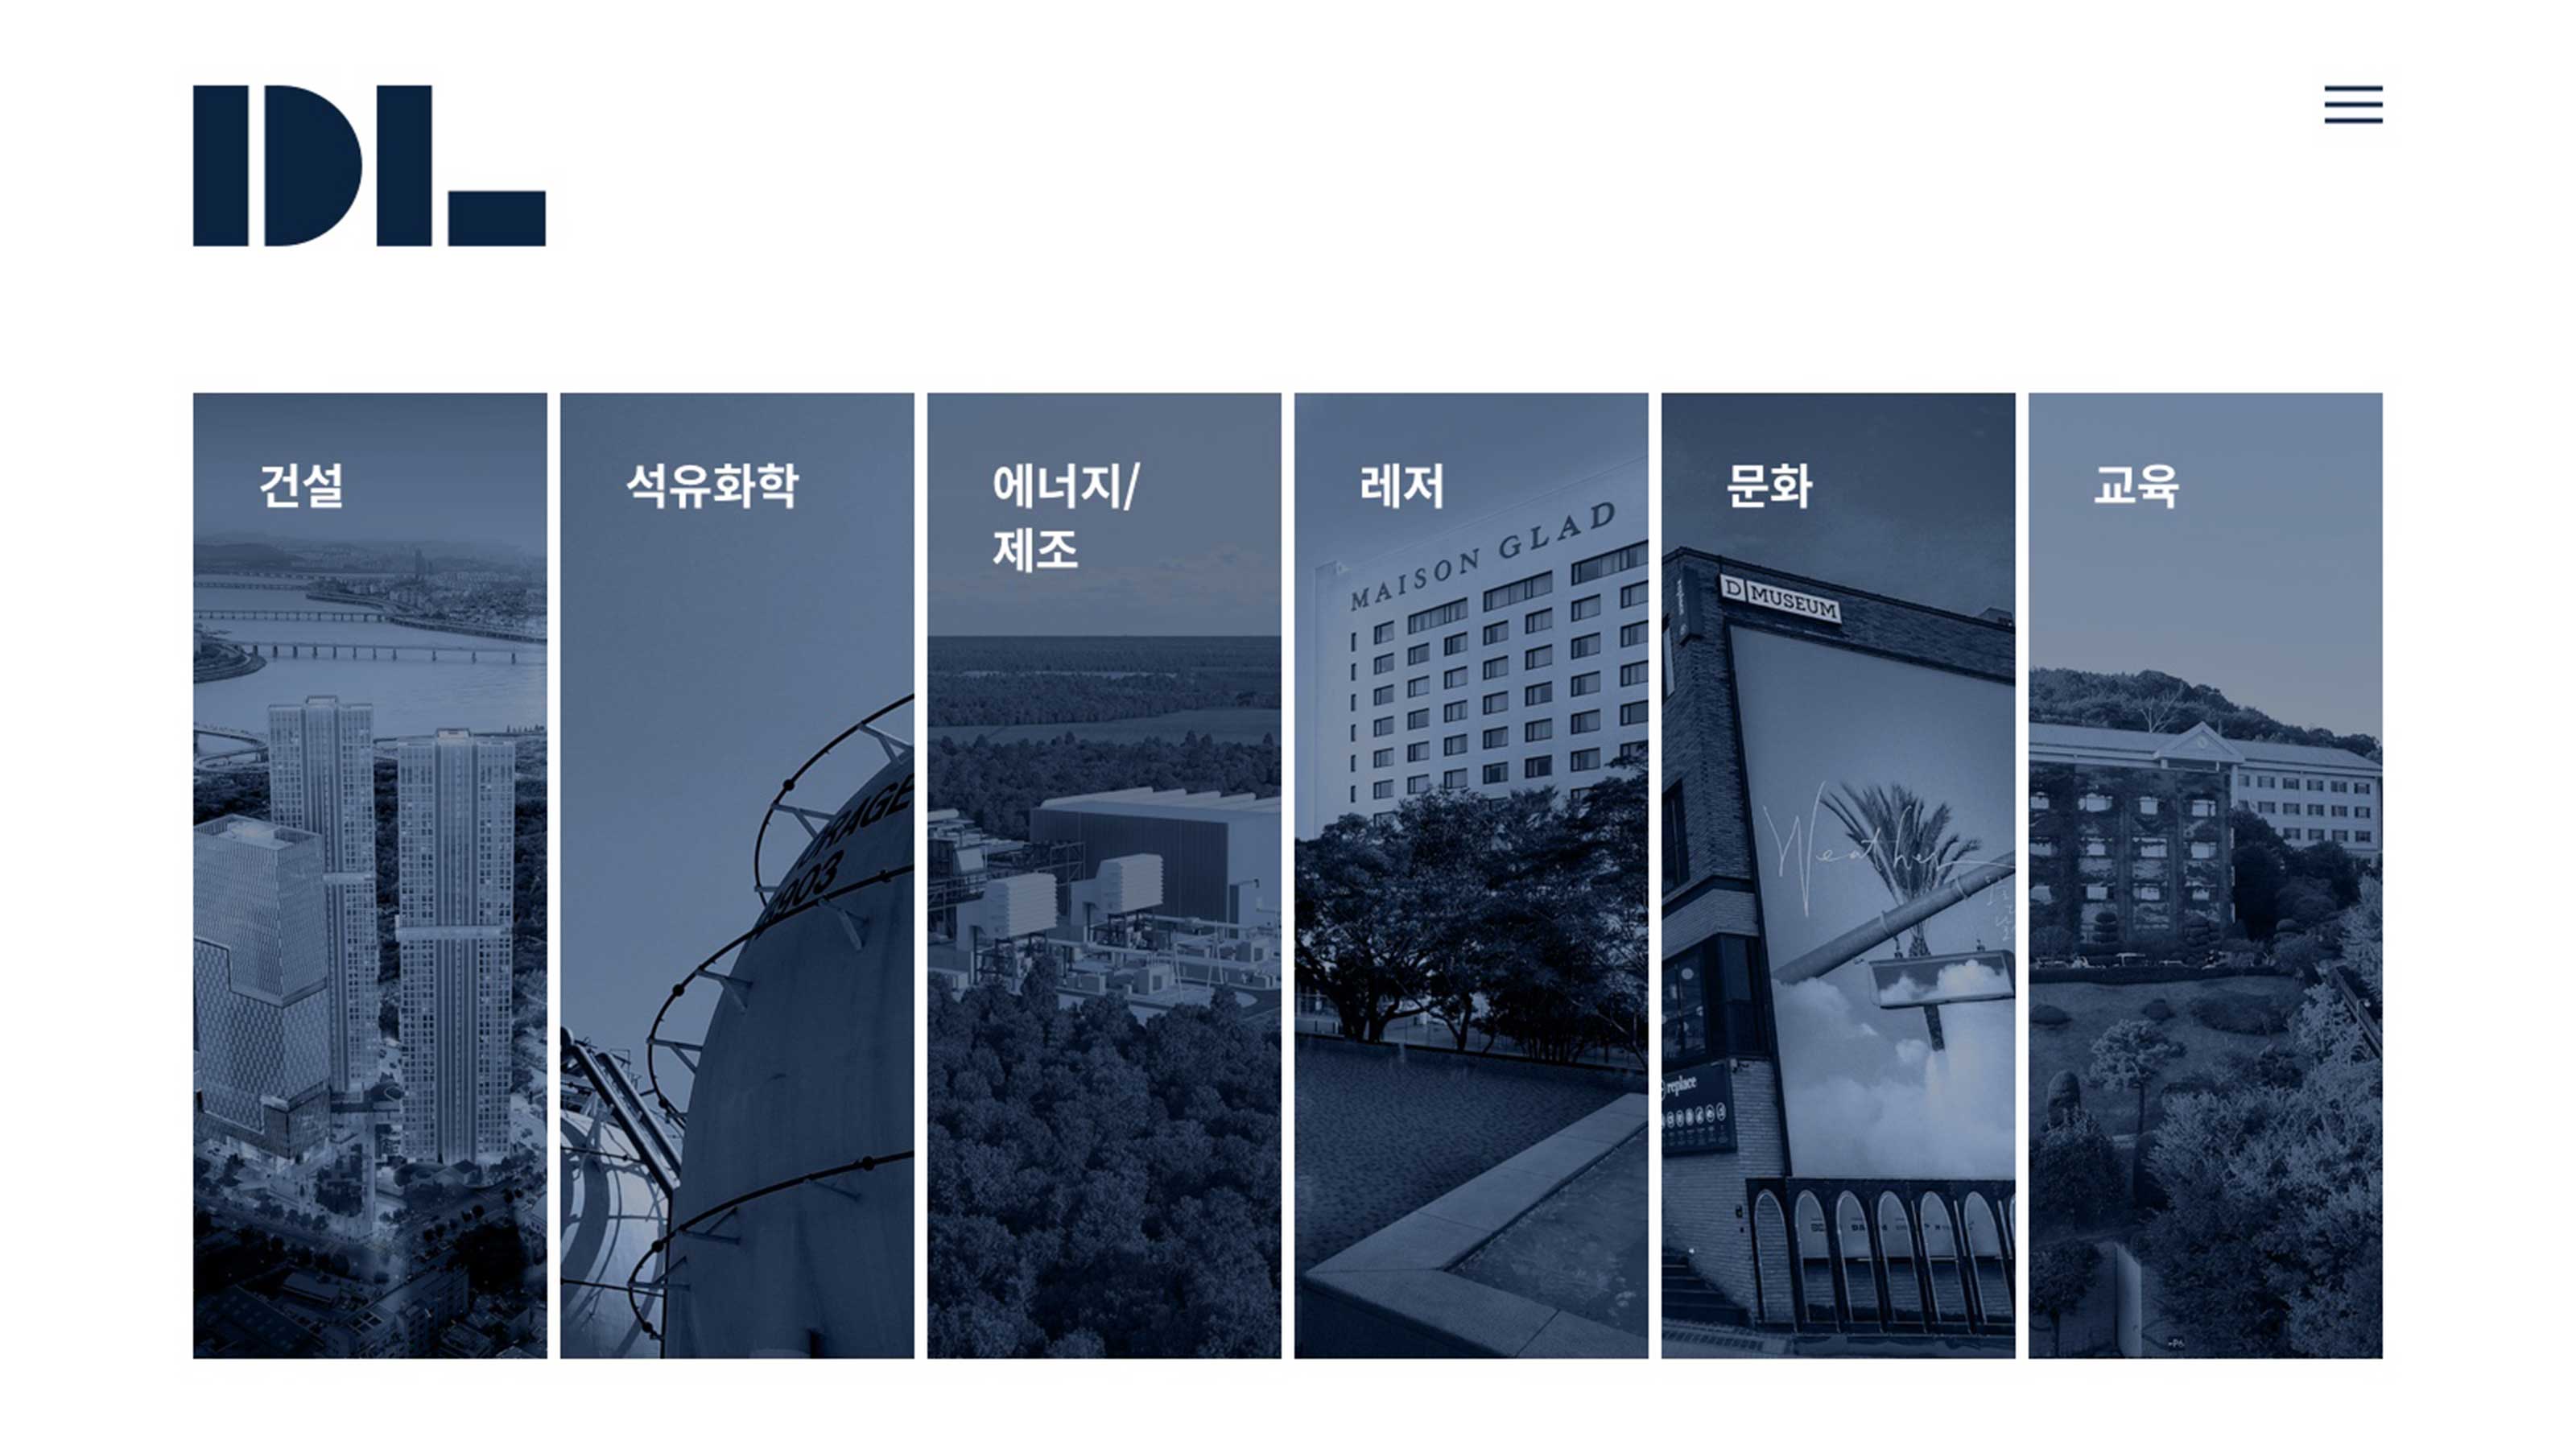 DL
건설
석유화학
에너지/
제조
레저
문화
교육
MAISON GLAD
D MUSEUM
Weather
1903
replace